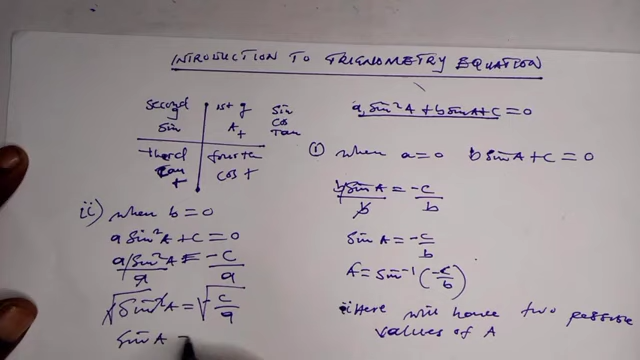 INTRODUCTION TO TRIGNOMETRY EQUATION
second 1st g sin
sin A cos
+ Tan
third fourth
tan cos +
+
a sin²A + b sin A + c = 0
(i) when a = 0 b sin A + c = 0
b sin A / b = -c / b
sin A = -c / b
A = sin⁻¹(-c/b)
there will hence two possible
values of A
ii) when b = 0
a sin²A + c = 0
a sin²A / a = -c / a
√sin²A = √-c/a
sin A =